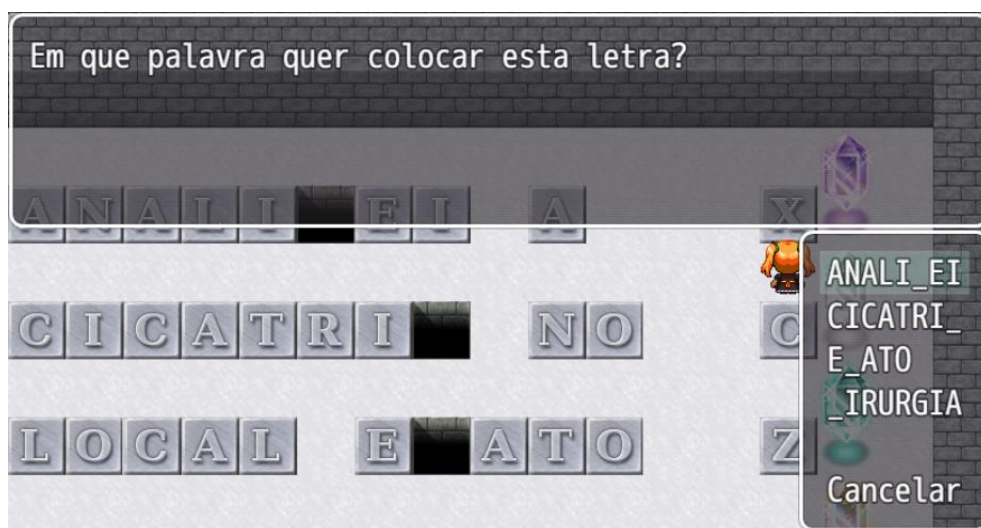 Em que palavra quer colocar esta letra?
ANALI EI A X
ANALI_EI
CICATRI_
E_ATO
_IRURGIA
Cancelar
CICATRI NO C
LOCAL E ATO Z